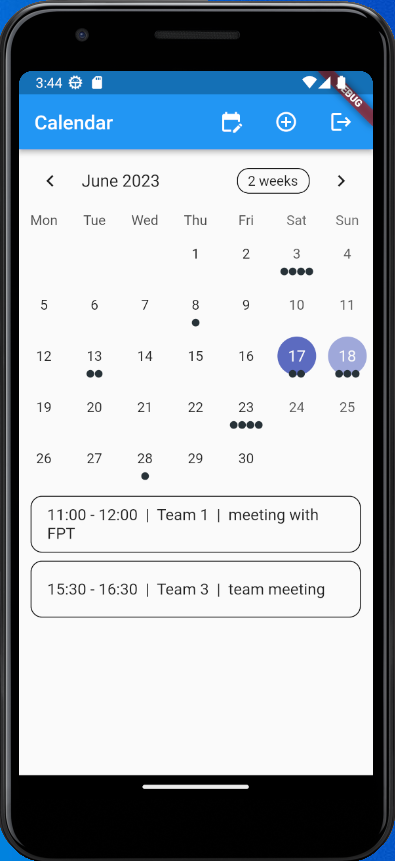 3:44
DEBUG
Calendar
June 2023
2 weeks
Mon Tue Wed Thu Fri Sat Sun
1 2 3 4
5 6 7 8 9 10 11
12 13 14 15 16 17 18
19 20 21 22 23 24 25
26 27 28 29 30
11:00 - 12:00 | Team 1 | meeting with
FPT
15:30 - 16:30 | Team 3 | team meeting